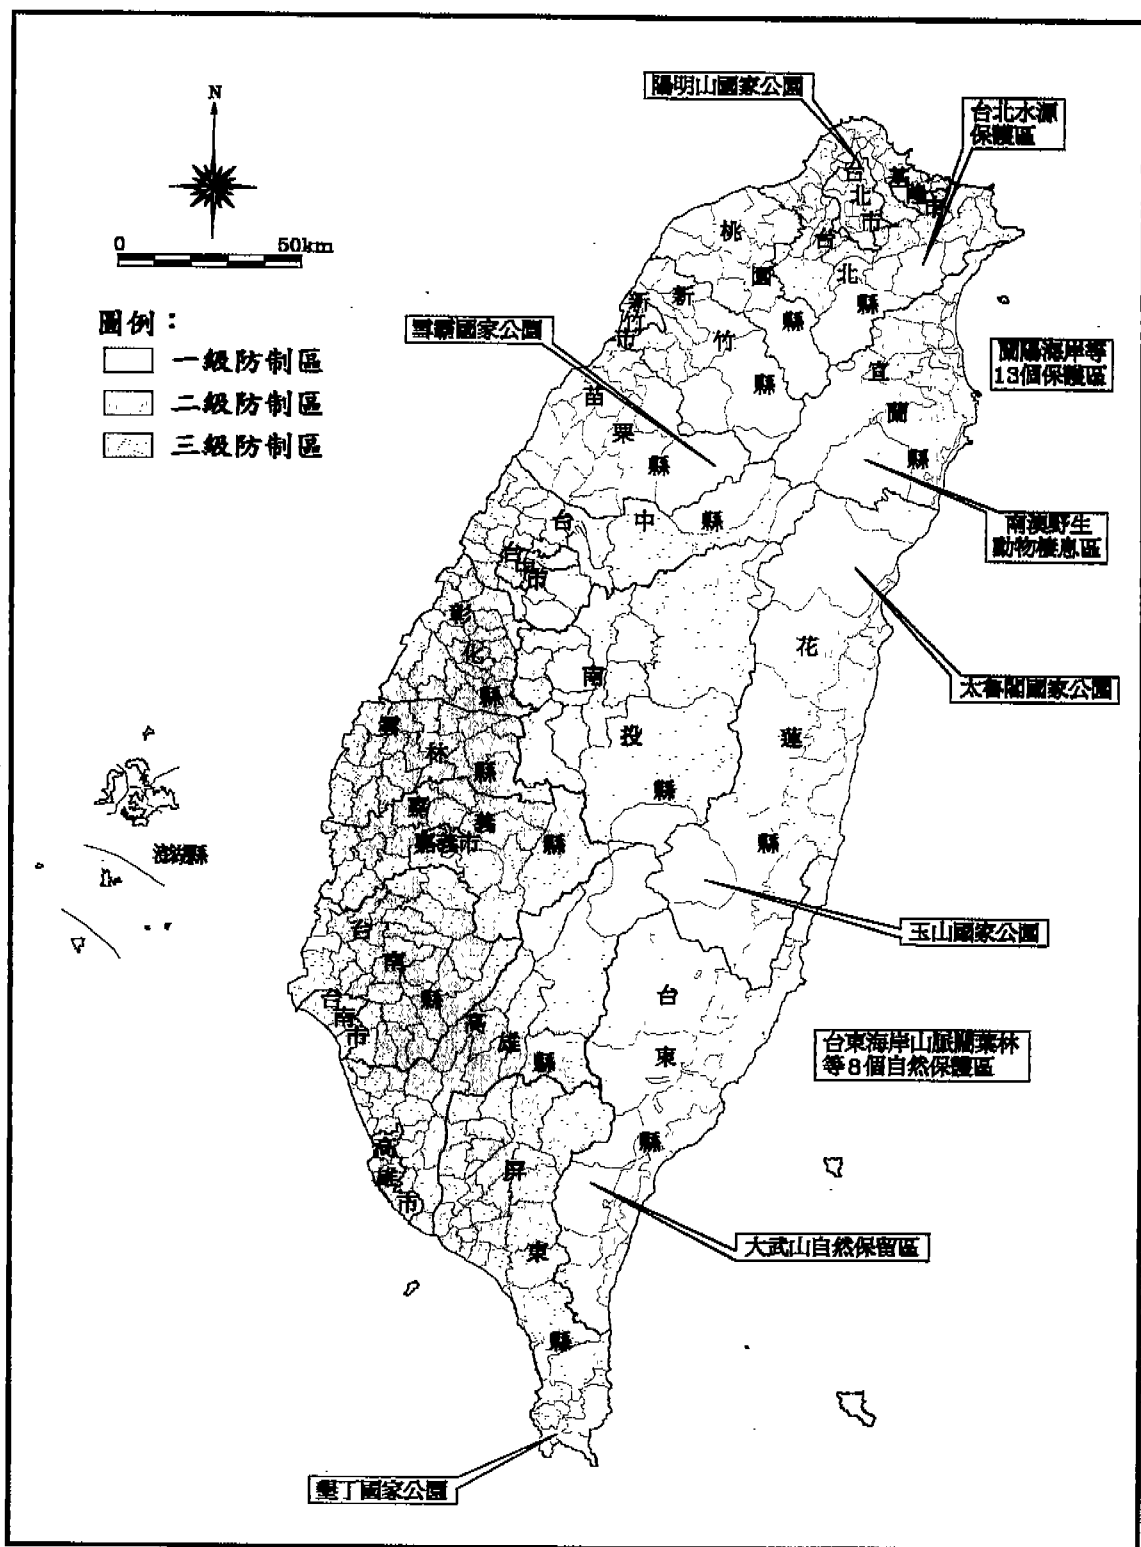 N
0 50km
圖例：
一級防制區
二級防制區
三級防制區
陽明山國家公園
台北水源
保護區
基隆市
台北市
台北縣
桃園縣
新竹市
新竹縣
雪霸國家公園
蘭陽海岸等
13個保護區
宜蘭縣
苗栗縣
南澳野生
動物棲息區
台中縣
台中市
彰化縣
花蓮縣
太魯閣國家公園
南投縣
雲林縣
嘉義縣
嘉義市
澎湖縣
玉山國家公園
台南縣
台南市
高雄縣
台東縣
台東海岸山脈闊葉林
等8個自然保護區
高雄市
屏東縣
大武山自然保留區
墾丁國家公園